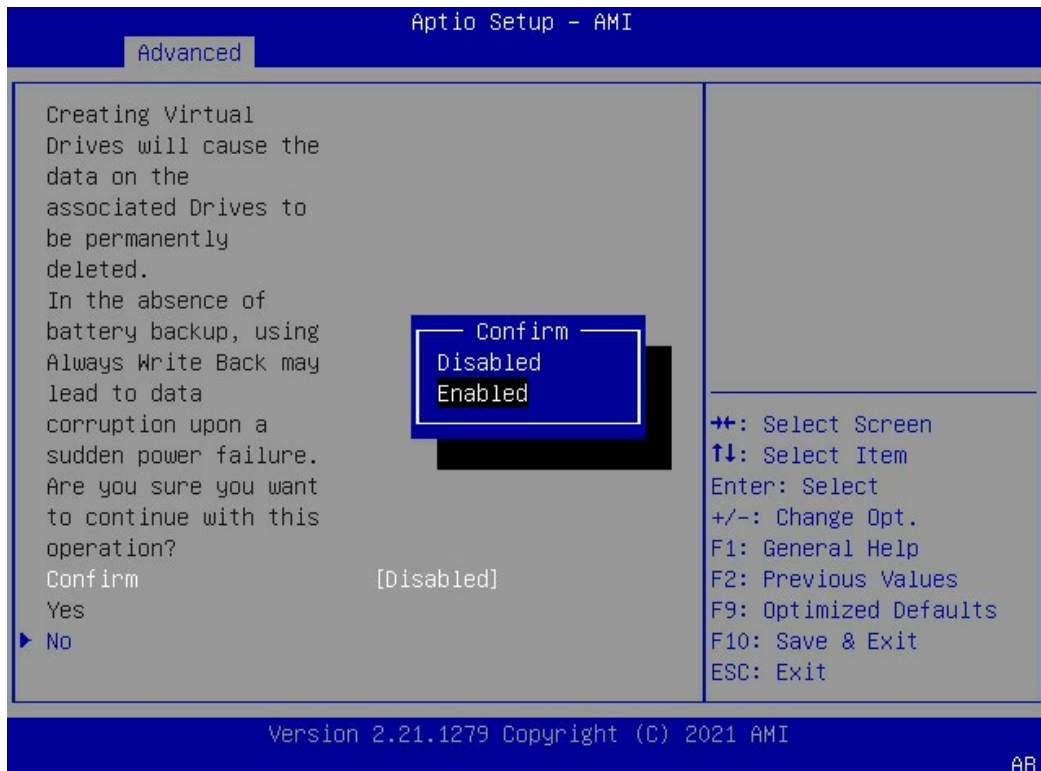 Aptio Setup – AMI
Advanced
Creating Virtual
Drives will cause the
data on the
associated Drives to
be permanently
deleted.
In the absence of
battery backup, using
Always Write Back may
lead to data
corruption upon a
sudden power failure.
Are you sure you want
to continue with this
operation?
Confirm [Disabled]
Yes
No
Confirm
Disabled
Enabled
→←: Select Screen
↑↓: Select Item
Enter: Select
+/-: Change Opt.
F1: General Help
F2: Previous Values
F9: Optimized Defaults
F10: Save & Exit
ESC: Exit
Version 2.21.1279 Copyright (C) 2021 AMI
AB